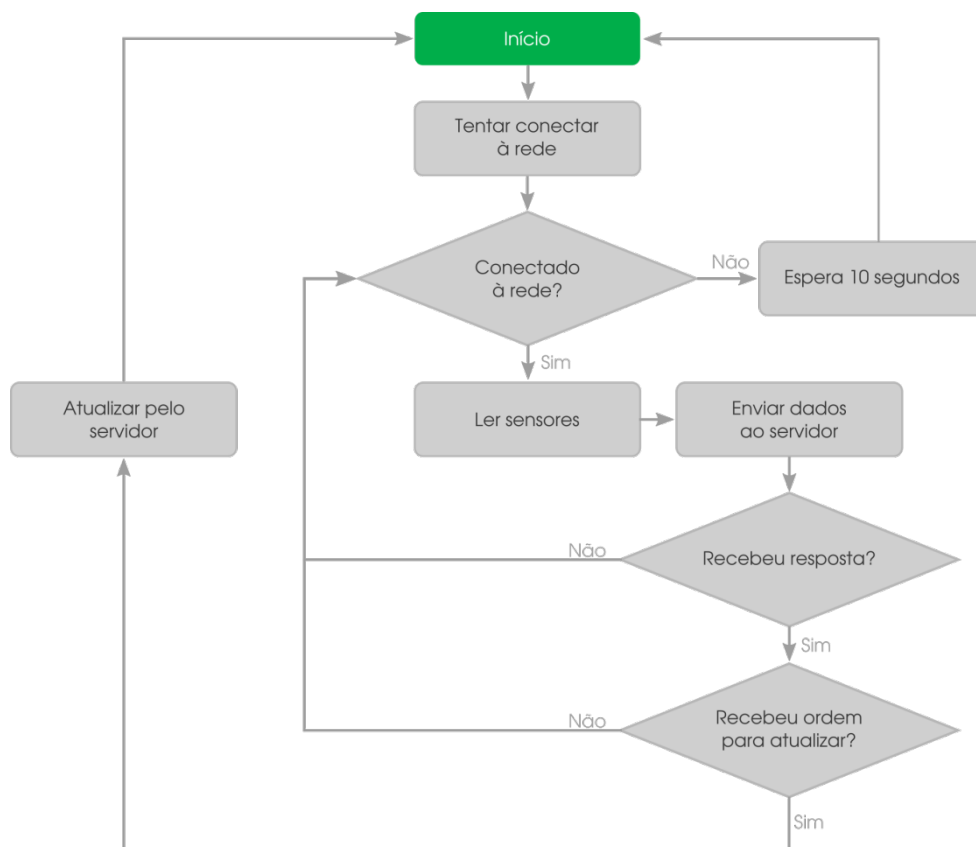 Início
Tentar conectar
à rede
Conectado
à rede?
Não
Espera 10 segundos
Sim
Atualizar pelo
servidor
Ler sensores
Enviar dados
ao servidor
Não
Recebeu resposta?
Sim
Não
Recebeu ordem
para atualizar?
Sim